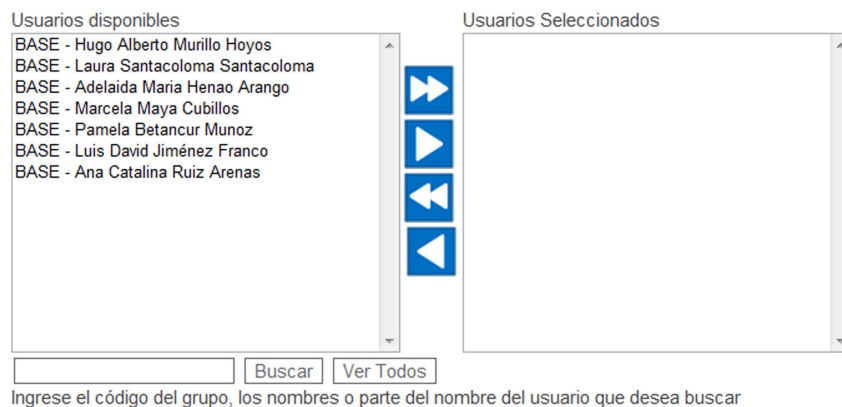 Usuarios disponibles
Usuarios Seleccionados
BASE - Hugo Alberto Murillo Hoyos
BASE - Laura Santacoloma Santacoloma
BASE - Adelaida Maria Henao Arango
BASE - Marcela Maya Cubillos
BASE - Pamela Betancur Munoz
BASE - Luis David Jiménez Franco
BASE - Ana Catalina Ruiz Arenas
Buscar
Ver Todos
Ingrese el código del grupo, los nombres o parte del nombre del usuario que desea buscar